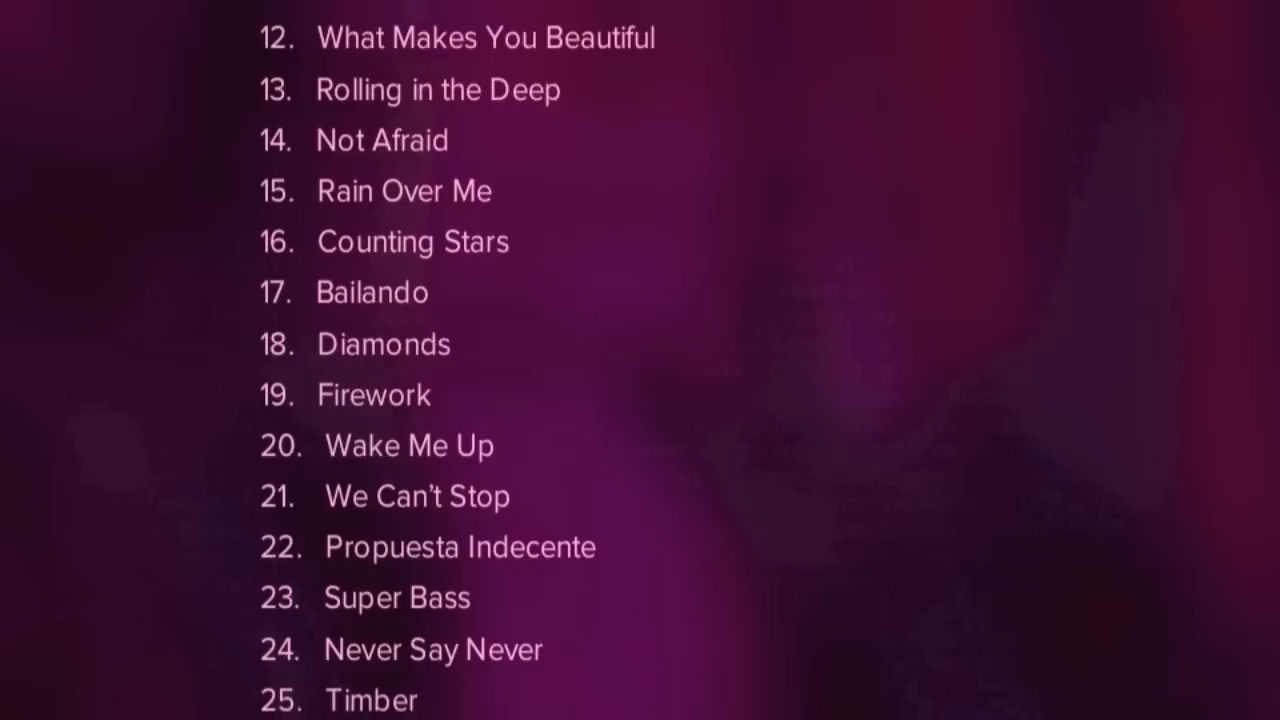 12. What Makes You Beautiful
13. Rolling in the Deep
14. Not Afraid
15. Rain Over Me
16. Counting Stars
17. Bailando
18. Diamonds
19. Firework
20. Wake Me Up
21. We Can’t Stop
22. Propuesta Indecente
23. Super Bass
24. Never Say Never
25. Timber